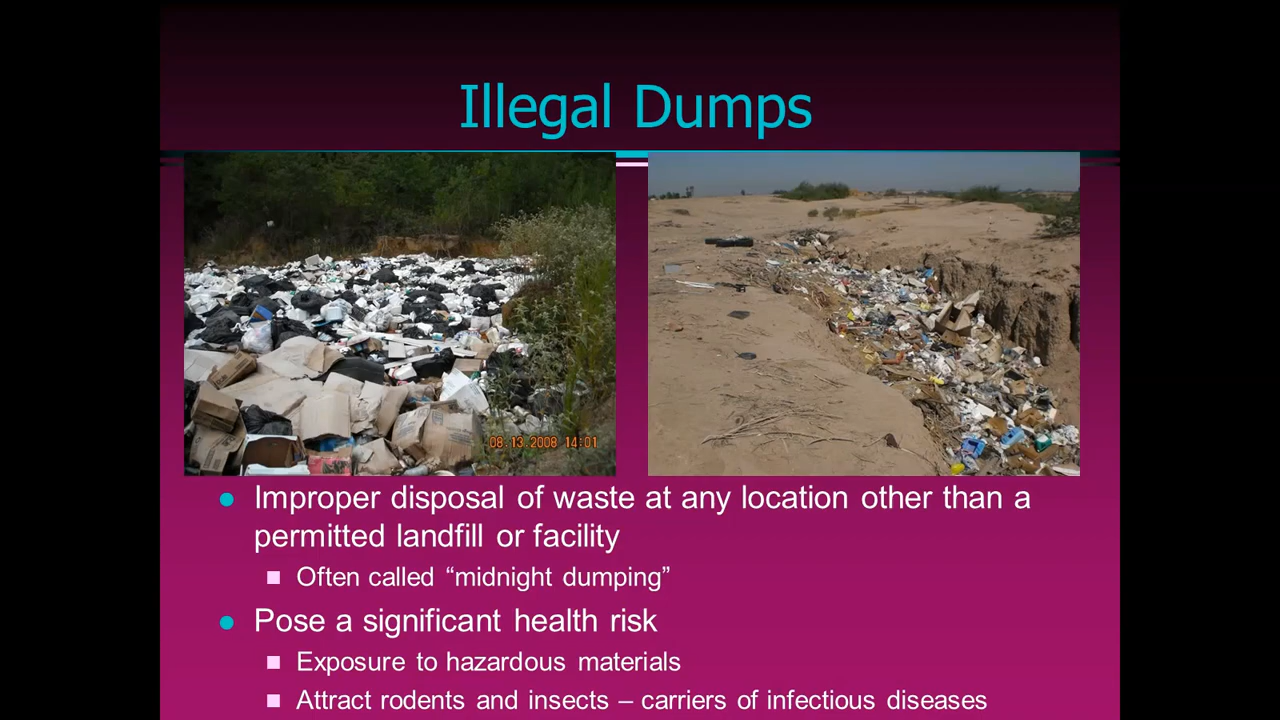 Illegal Dumps
08.13.2008 14:01
Improper disposal of waste at any location other than a
permitted landfill or facility
Often called “midnight dumping”
Pose a significant health risk
Exposure to hazardous materials
Attract rodents and insects – carriers of infectious diseases